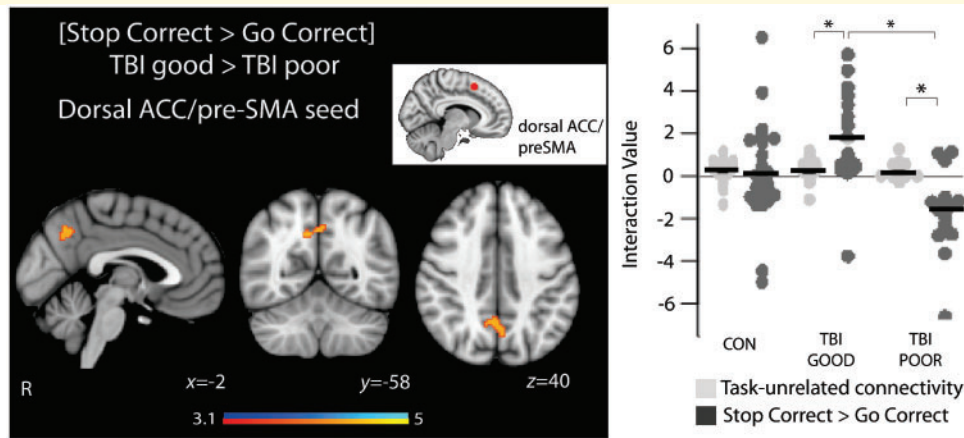 [Stop Correct > Go Correct]
TBI good > TBI poor
Dorsal ACC/pre-SMA seed
dorsal ACC/
preSMA
R
x=-2
y=-58
z=40
3.1
5
*
*
*
Interaction Value
6
4
2
0
-2
-4
-6
CON
TBI
GOOD
TBI
POOR
Task-unrelated connectivity
Stop Correct > Go Correct